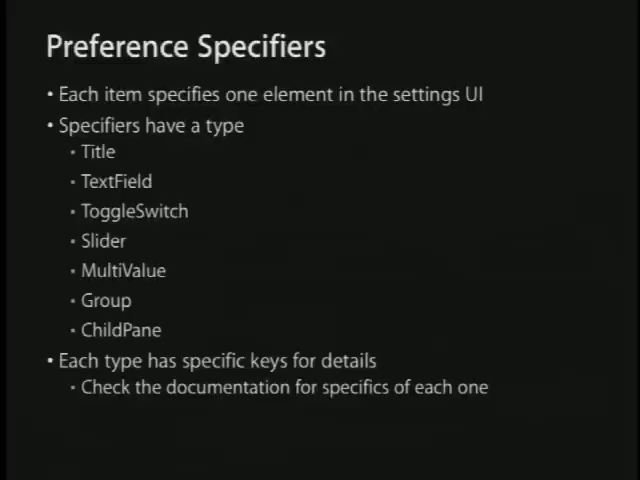 Preference Specifiers
• Each item specifies one element in the settings UI
• Specifiers have a type
▪ Title
▪ TextField
▪ ToggleSwitch
▪ Slider
▪ MultiValue
▪ Group
▪ ChildPane
• Each type has specific keys for details
▪ Check the documentation for specifics of each one